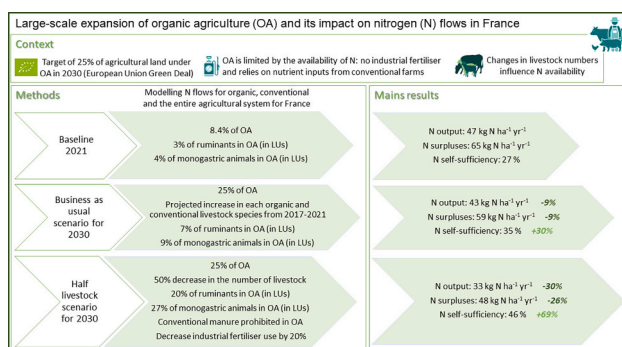 Large-scale expansion of organic agriculture (OA) and its impact on nitrogen (N) flows in France
Context
Target of 25% of agricultural land under
OA in 2030 (European Union Green Deal)
OA is limited by the availability of N: no industrial fertiliser
and relies on nutrient inputs from conventional farms
Changes in livestock numbers
influence N availability
Methods
Modelling N flows for organic, conventional
and the entire agricultural system for France
Mains results
Baseline
2021
8.4% of OA
3% of ruminants in OA (in LUs)
4% of monogastric animals in OA (in LUs)
N output: 47 kg N ha⁻¹ yr⁻¹
N surpluses: 65 kg N ha⁻¹ yr⁻¹
N self-sufficiency: 27 %
Business as
usual
scenario for
2030
25% of OA
Projected increase in each organic and
conventional livestock species from 2017-2021
7% of ruminants in OA (in LUs)
9% of monogastric animals in OA (in LUs)
N output: 43 kg N ha⁻¹ yr⁻¹ -9%
N surpluses: 59 kg N ha⁻¹ yr⁻¹ -9%
N self-sufficiency: 35 % +30%
Half
livestock
scenario
for 2030
25% of OA
50% decrease in the number of livestock
20% of ruminants in OA (in LUs)
27% of monogastric animals in OA (in LUs)
Conventional manure prohibited in OA
Decrease industrial fertiliser use by 20%
N output: 33 kg N ha⁻¹ yr⁻¹ -30%
N surpluses: 48 kg N ha⁻¹ yr⁻¹ -26%
N self-sufficiency: 46 % +69%